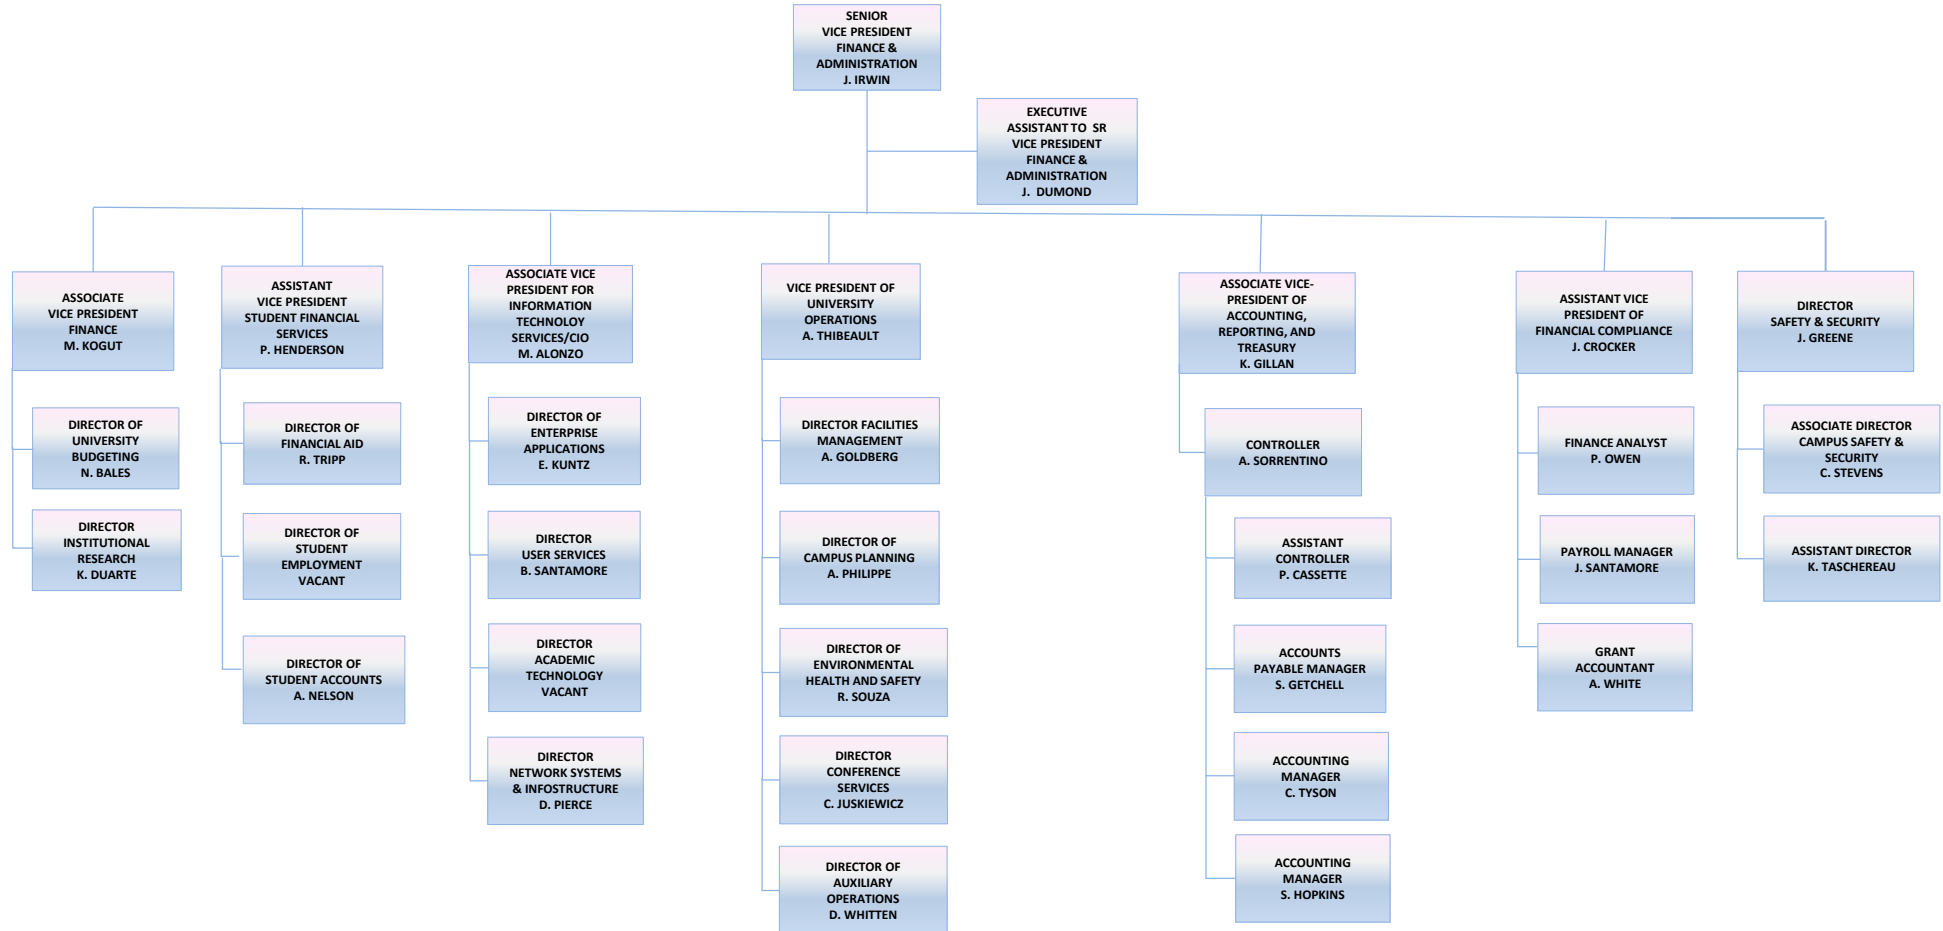 SENIOR
VICE PRESIDENT
FINANCE &
ADMINISTRATION
J. IRWIN
EXECUTIVE
ASSISTANT TO  SR
VICE PRESIDENT
FINANCE &
ADMINISTRATION
J.  DUMOND
ASSOCIATE
VICE PRESIDENT
FINANCE
M. KOGUT
DIRECTOR OF
UNIVERSITY
BUDGETING
N. BALES
DIRECTOR
INSTITUTIONAL
RESEARCH
K. DUARTE
ASSISTANT
VICE PRESIDENT
STUDENT FINANCIAL
SERVICES
P. HENDERSON
DIRECTOR OF
FINANCIAL AID
R. TRIPP
DIRECTOR OF
STUDENT
EMPLOYMENT
VACANT
DIRECTOR OF
STUDENT ACCOUNTS
A. NELSON
ASSOCIATE VICE
PRESIDENT FOR
INFORMATION
TECHNOLOY
SERVICES/CIO
M. ALONZO
DIRECTOR OF
ENTERPRISE
APPLICATIONS
E. KUNTZ
DIRECTOR
USER SERVICES
B. SANTAMORE
DIRECTOR
ACADEMIC
TECHNOLOGY
VACANT
DIRECTOR
NETWORK SYSTEMS
& INFOSTRUCTURE
D. PIERCE
VICE PRESIDENT OF
UNIVERSITY
OPERATIONS
A. THIBEAULT
DIRECTOR FACILITIES
MANAGEMENT
A. GOLDBERG
DIRECTOR OF
CAMPUS PLANNING
A. PHILIPPE
DIRECTOR OF
ENVIRONMENTAL
HEALTH AND SAFETY
R. SOUZA
DIRECTOR
CONFERENCE
SERVICES
C. JUSKIEWICZ
DIRECTOR OF
AUXILIARY
OPERATIONS
D. WHITTEN
ASSOCIATE VICE-
PRESIDENT OF
ACCOUNTING,
REPORTING, AND
TREASURY
K. GILLAN
CONTROLLER
A. SORRENTINO
ASSISTANT
CONTROLLER
P. CASSETTE
ACCOUNTS
PAYABLE MANAGER
S. GETCHELL
ACCOUNTING
MANAGER
C. TYSON
ACCOUNTING
MANAGER
S. HOPKINS
ASSISTANT VICE
PRESIDENT OF
FINANCIAL COMPLIANCE
J. CROCKER
FINANCE ANALYST
P. OWEN
PAYROLL MANAGER
J. SANTAMORE
GRANT
ACCOUNTANT
A. WHITE
DIRECTOR
SAFETY & SECURITY
J. GREENE
ASSOCIATE DIRECTOR
CAMPUS SAFETY &
SECURITY
C. STEVENS
ASSISTANT DIRECTOR
K. TASCHEREAU